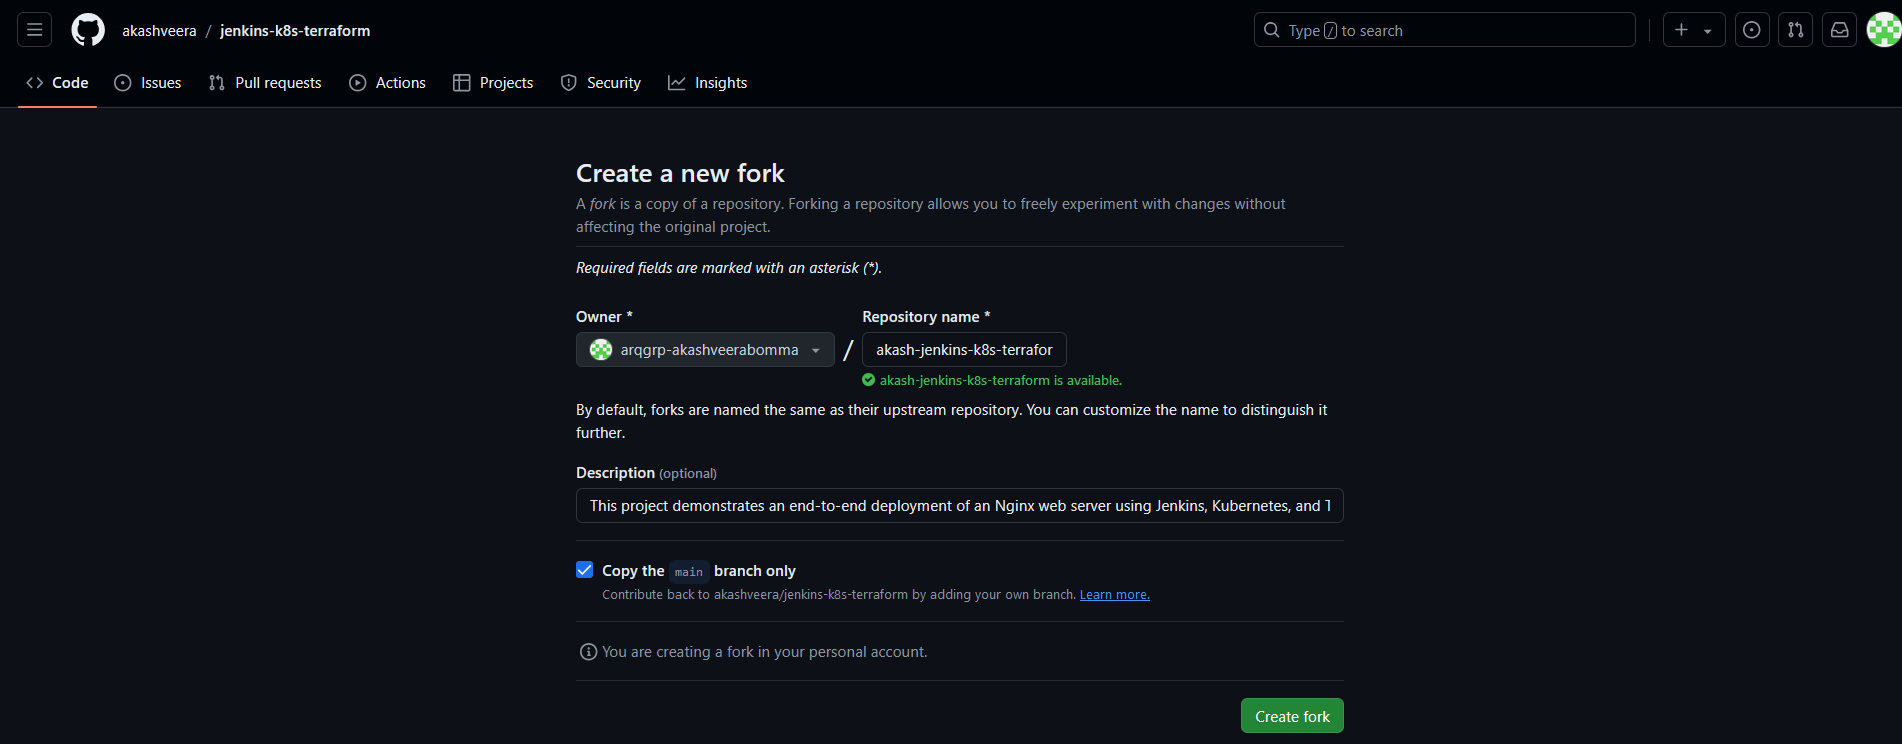 akashveera / jenkins-k8s-terraform
Type / to search
Code Issues Pull requests Actions Projects Security Insights
Create a new fork
A fork is a copy of a repository. Forking a repository allows you to freely experiment with changes without
affecting the original project.
Required fields are marked with an asterisk (*).
Owner * Repository name *
arqgrp-akashveerabomma / akash-jenkins-k8s-terrafor
akash-jenkins-k8s-terraform is available.
By default, forks are named the same as their upstream repository. You can customize the name to distinguish it
further.
Description (optional)
This project demonstrates an end-to-end deployment of an Nginx web server using Jenkins, Kubernetes, and T
Copy the main branch only
Contribute back to akashveera/jenkins-k8s-terraform by adding your own branch. Learn more.
You are creating a fork in your personal account.
Create fork